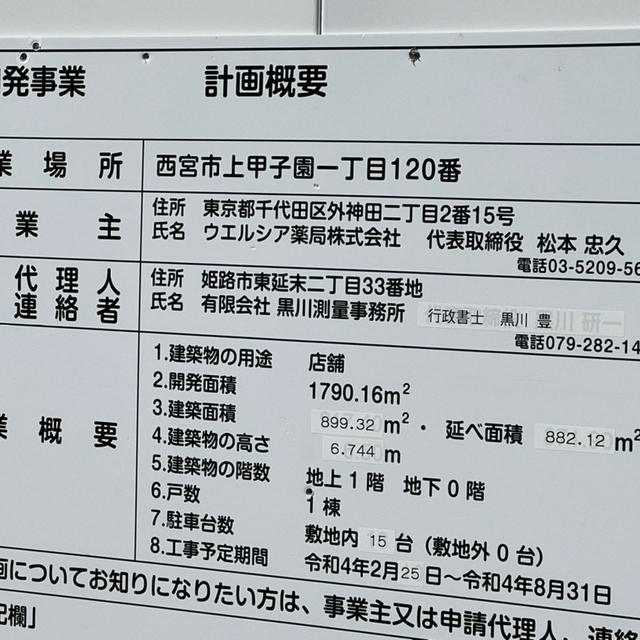 発事業 計画概要
業場所 西宮市上甲子園一丁目120番
業主 住所 東京都千代田区外神田二丁目2番15号
氏名 ウエルシア薬局株式会社 代表取締役 松本 忠久
電話03-5209-56
代理人 住所 姫路市東延末二丁目33番地
連絡者 氏名 有限会社 黒川測量事務所 行政書士 黒川 豊
電話079-282-14
業概要
1.建築物の用途 店舗
2.開発面積 1790.16m²
3.建築面積 899.32m²・延べ面積 882.12m²
4.建築物の高さ 6.744m
5.建築物の階数 地上1階 地下0階
6.戸数 1棟
7.駐車台数 敷地内15台(敷地外0台)
8.工事予定期間 令和4年2月25日~令和4年8月31日
画についてお知りになりたい方は、事業主又は申請代理人、連絡
記欄」